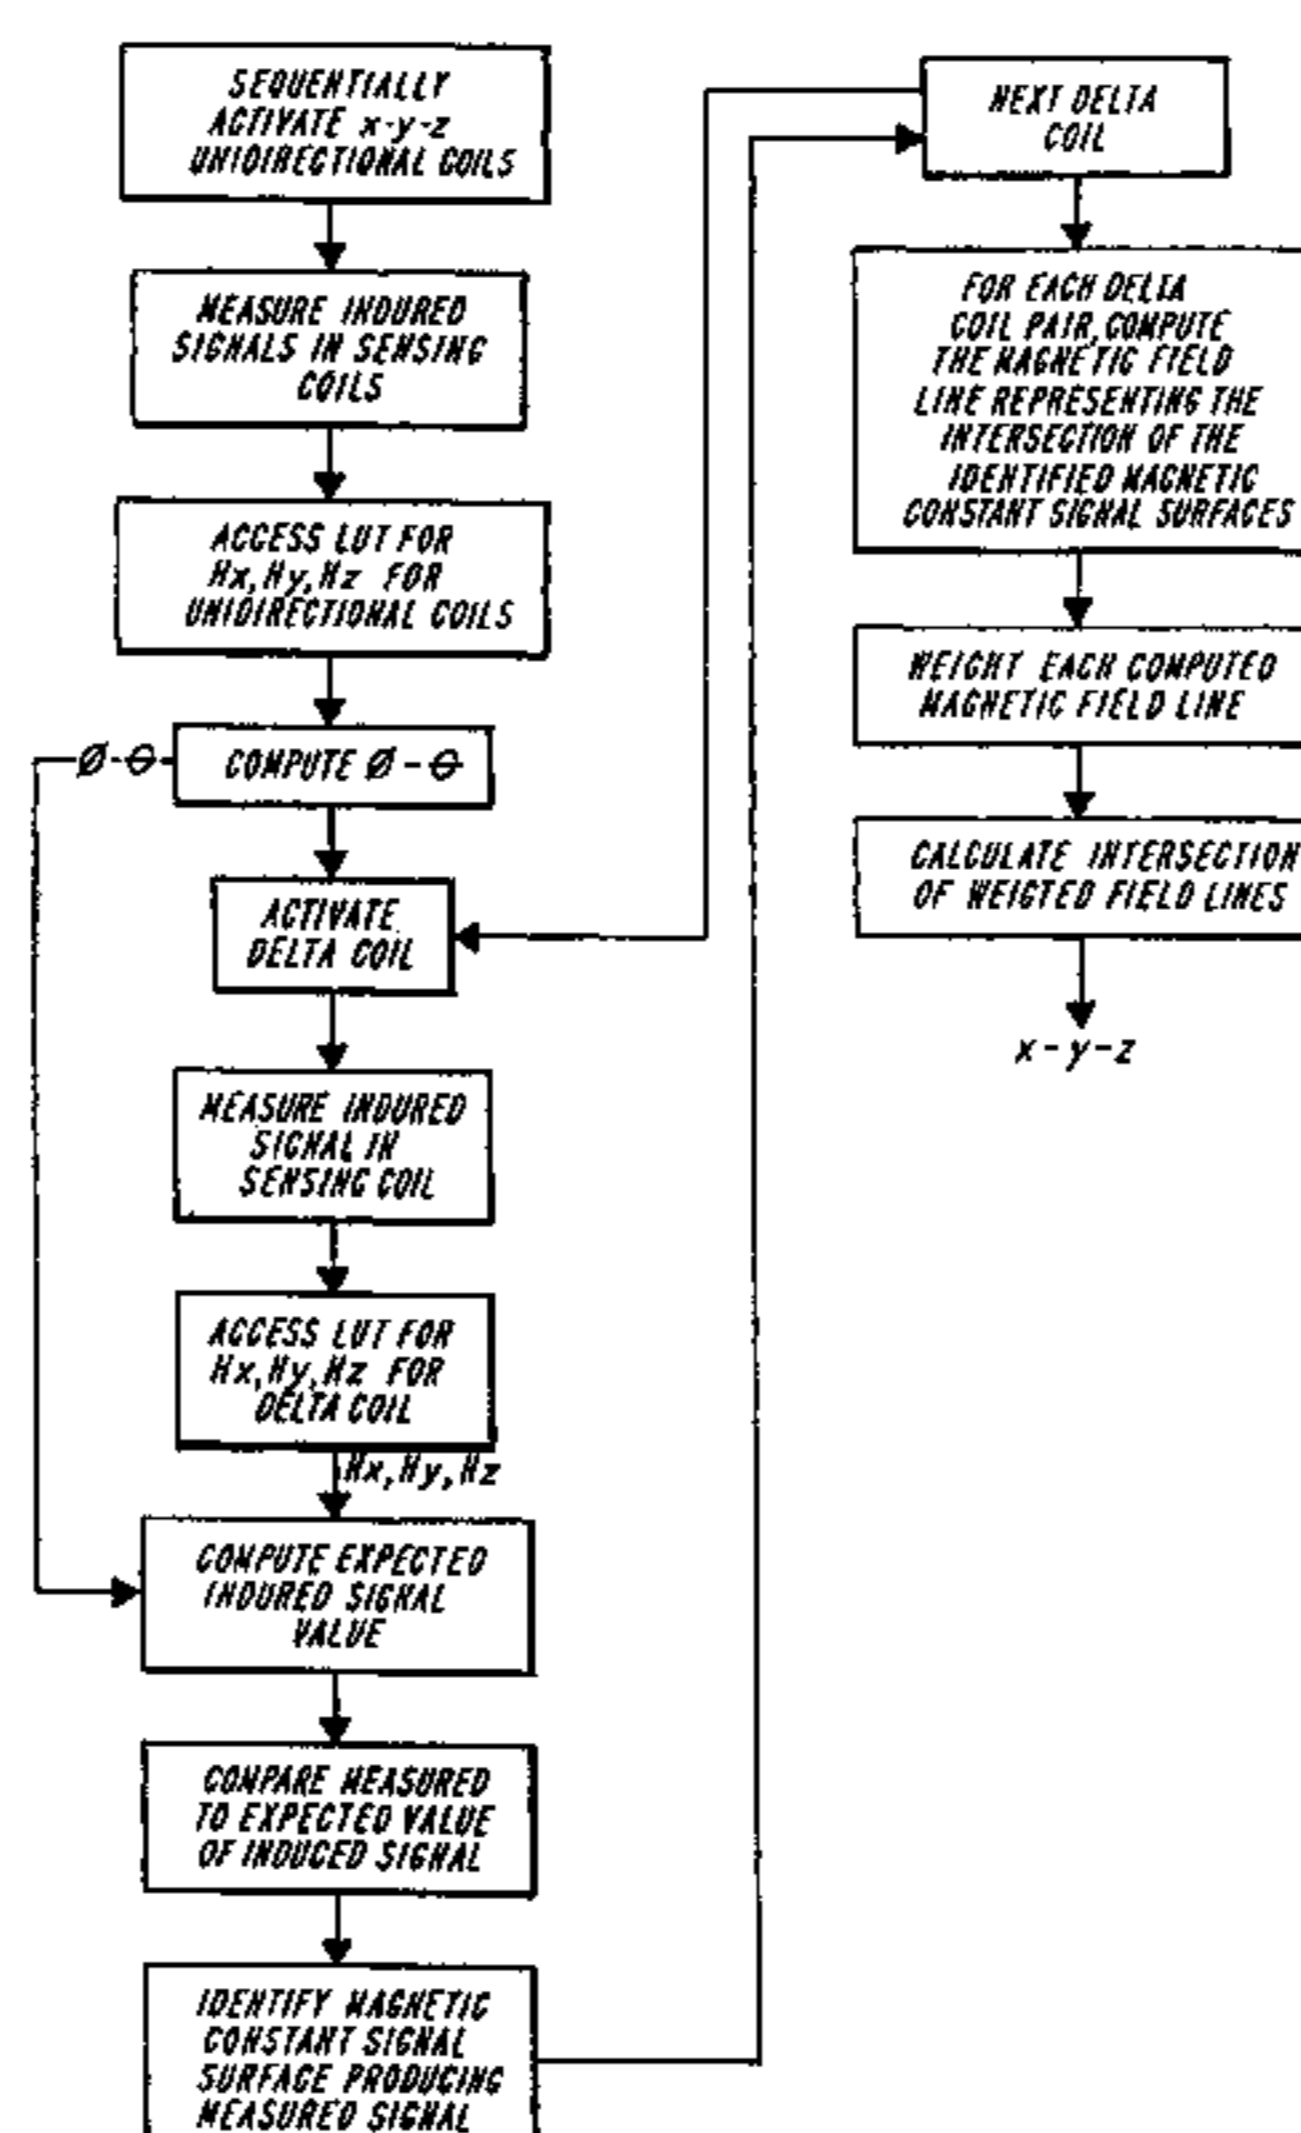 SEQUENTIALLY
ACTIVATE x-y-z
UNIDIRECTIONAL COILS
MEASURE INDURED
SIGNALS IN SENSING
COILS
ACCESS LUT FOR
Hx, Hy, Hz FOR
UNIDIRECTIONAL COILS
Ø-Θ
COMPUTE Ø-Θ
ACTIVATE
DELTA COIL
MEASURE INDURED
SIGNAL IN
SENSING COIL
ACCESS LUT FOR
Hx, Hy, Hz FOR
DELTA COIL
Hx, Hy, Hz
COMPUTE EXPECTED
INDURED SIGNAL
VALUE
COMPARE MEASURED
TO EXPECTED VALUE
OF INDUCED SIGNAL
IDENTIFY MAGNETIC
CONSTANT SIGNAL
SURFACE PRODUCING
MEASURED SIGNAL
NEXT DELTA
COIL
FOR EACH DELTA
COIL PAIR, COMPUTE
THE MAGNETIC FIELD
LINE REPRESENTING THE
INTERSECTION OF THE
IDENTIFIED MAGNETIC
CONSTANT SIGNAL SURFACES
WEIGHT EACH COMPUTED
MAGNETIC FIELD LINE
CALCULATE INTERSECTION
OF WEIGTED FIELD LINES
x-y-z